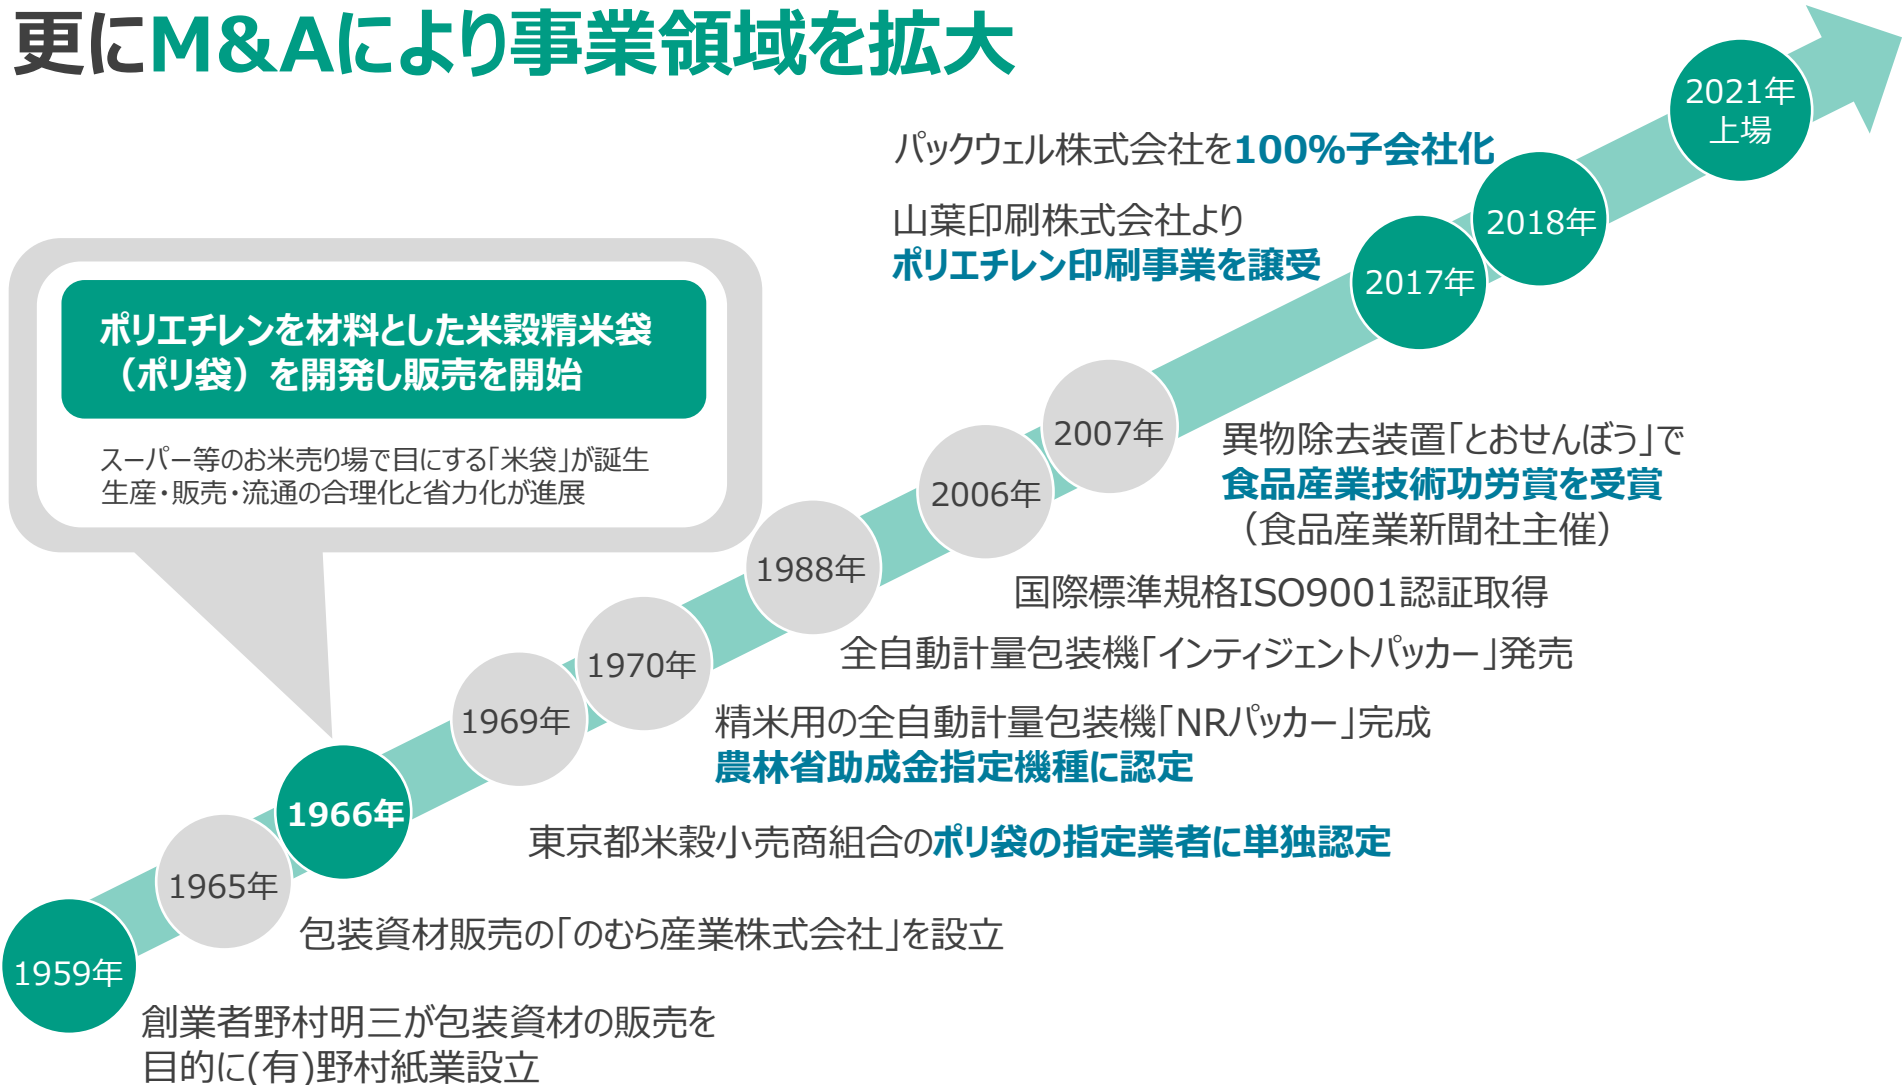 更にM&Aにより事業領域を拡大
2021年
上場
パックウェル株式会社を100%子会社化
2018年
山葉印刷株式会社より
ポリエチレン印刷事業を譲受
2017年
ポリエチレンを材料とした米穀精米袋
（ポリ袋）を開発し販売を開始
スーパー等のお米売り場で目にする「米袋」が誕生
生産・販売・流通の合理化と省力化が進展
2007年
異物除去装置「とおせんぼう」で
食品産業技術功労賞を受賞
（食品産業新聞社主催）
2006年
国際標準規格ISO9001認証取得
1988年
全自動計量包装機「インティジェントパッカー」発売
1970年
精米用の全自動計量包装機「NRパッカー」完成
農林省助成金指定機種に認定
1969年
東京都米穀小売商組合のポリ袋の指定業者に単独認定
1966年
1965年
包装資材販売の「のむら産業株式会社」を設立
1959年
創業者野村明三が包装資材の販売を
目的に(有)野村紙業設立